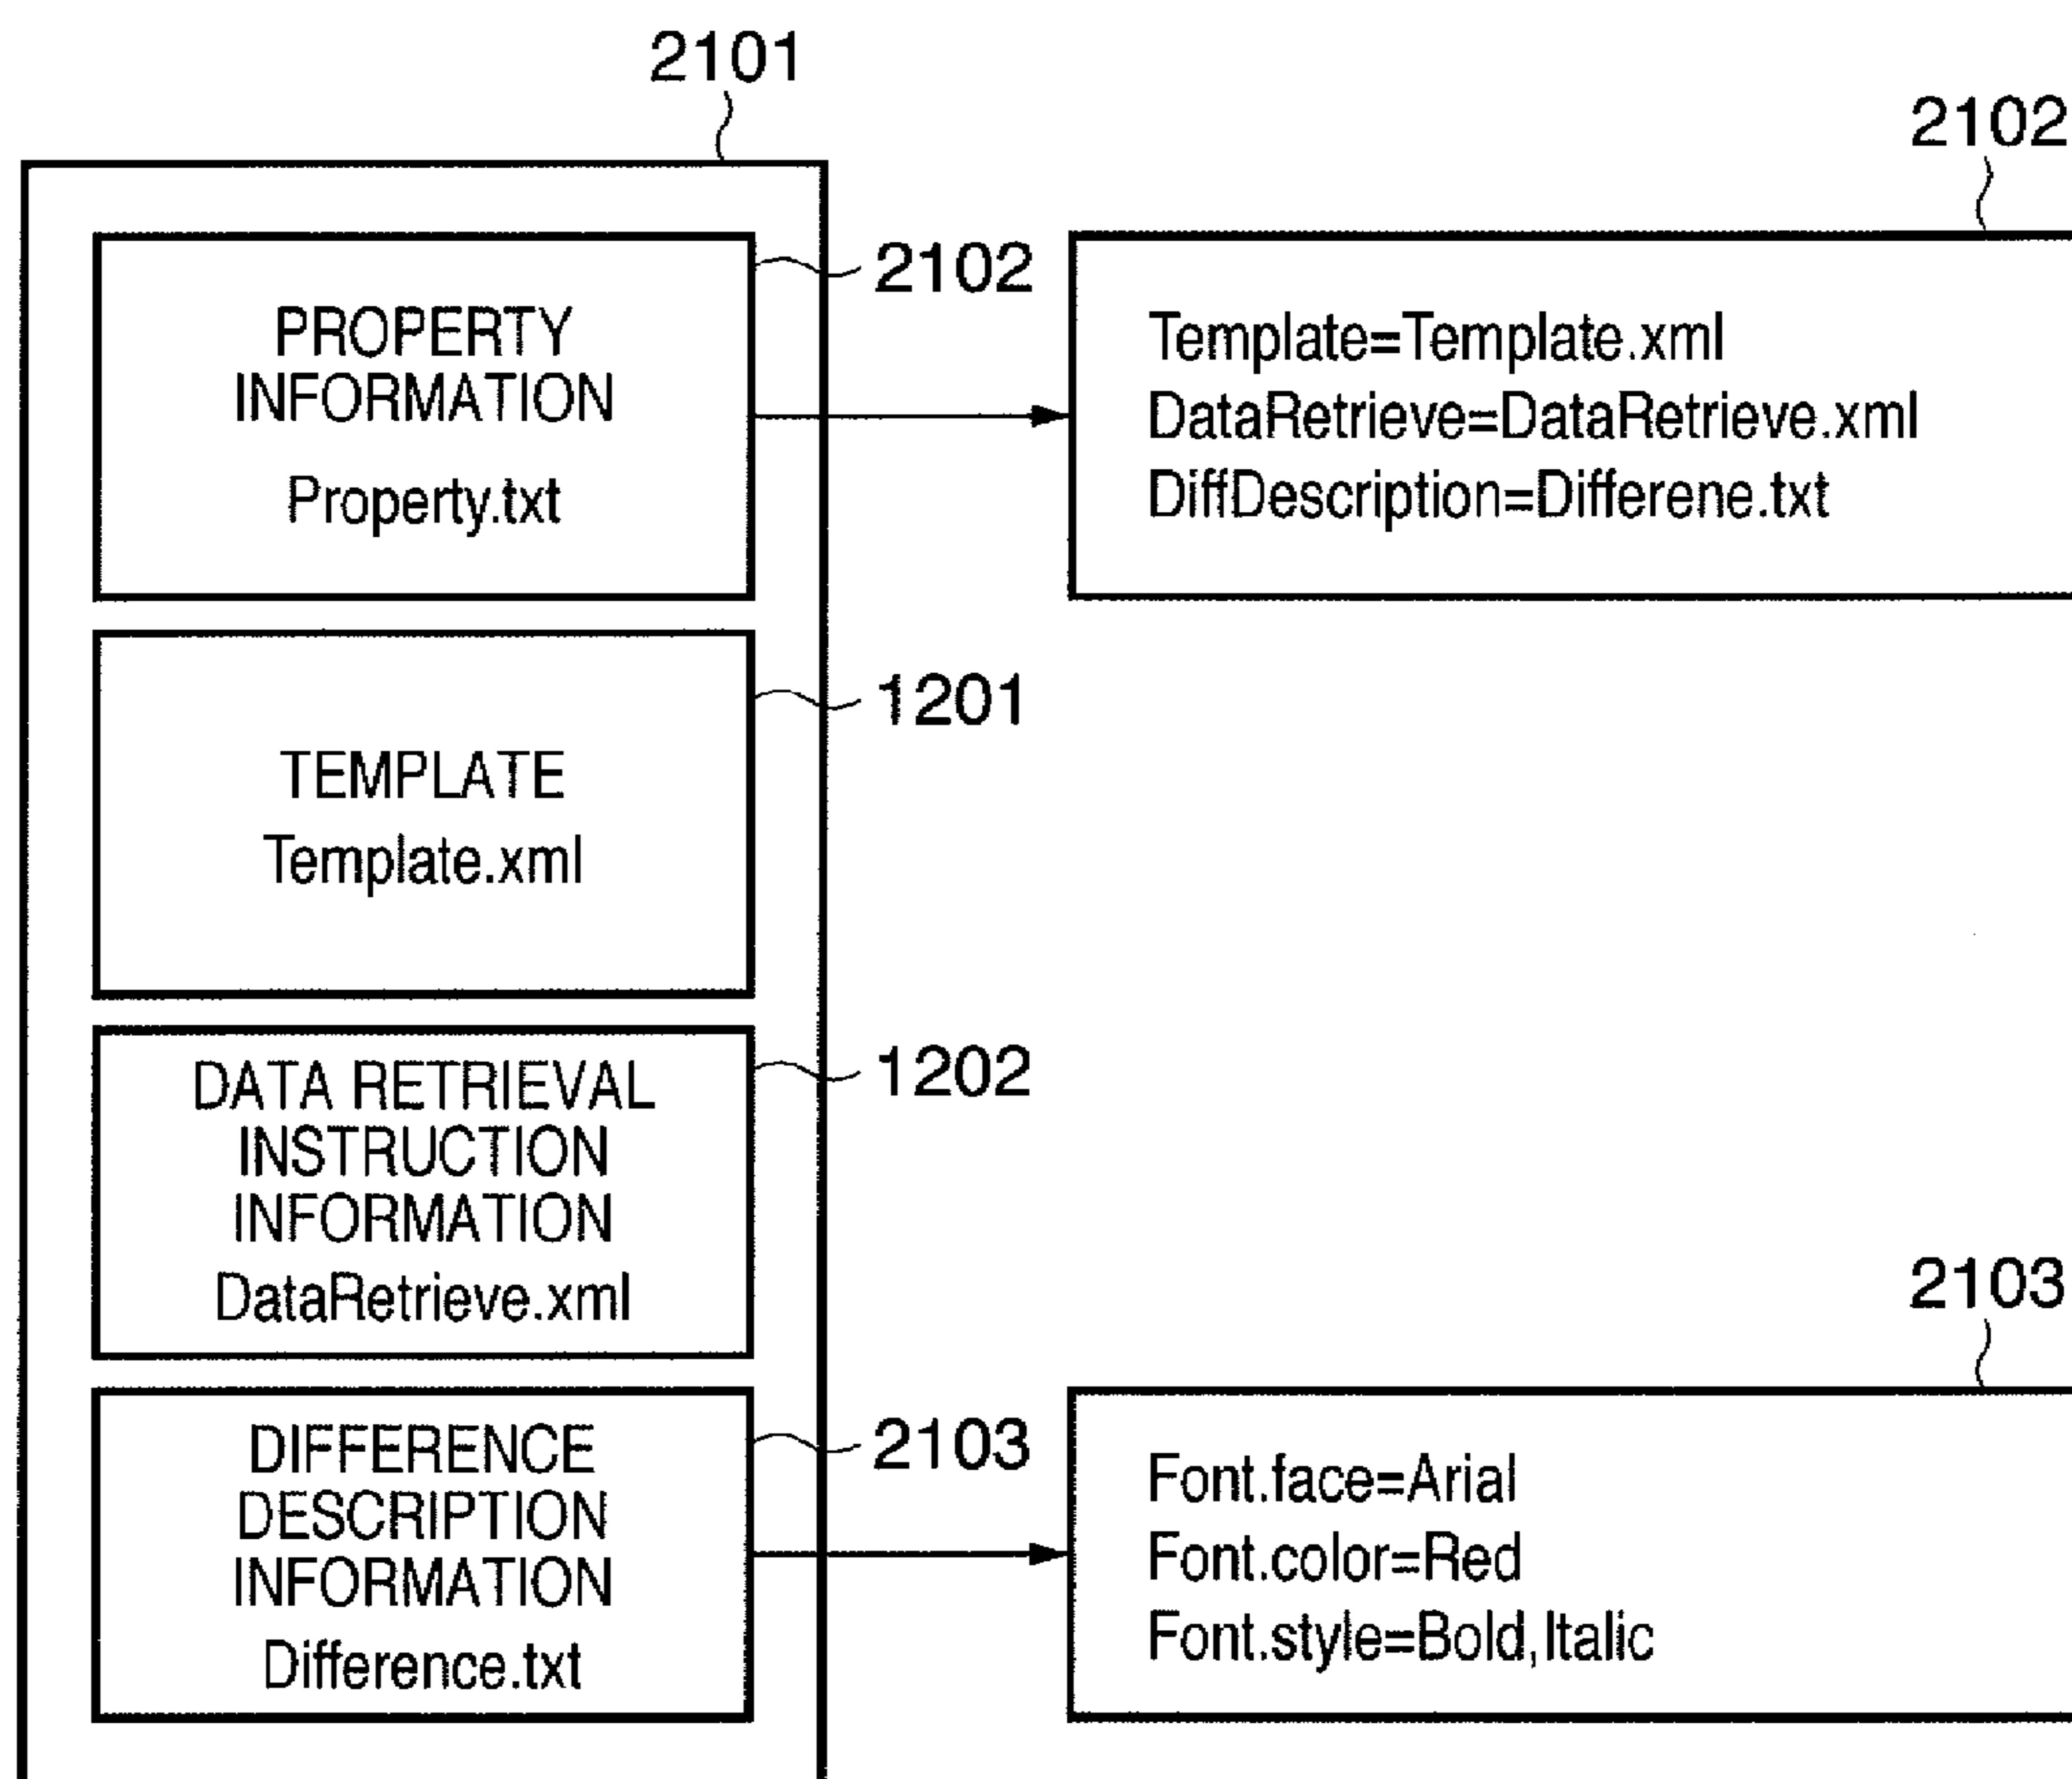 2101
2102
PROPERTY
INFORMATION
Property.txt
2102
Template=Template.xml
DataRetrieve=DataRetrieve.xml
DiffDescription=Differene.txt
TEMPLATE
Template.xml
1201
DATA RETRIEVAL
INSTRUCTION
INFORMATION
DataRetrieve.xml
1202
2103
DIFFERENCE
DESCRIPTION
INFORMATION
Difference.txt
2103
Font.face=Arial
Font.color=Red
Font.style=Bold,Italic